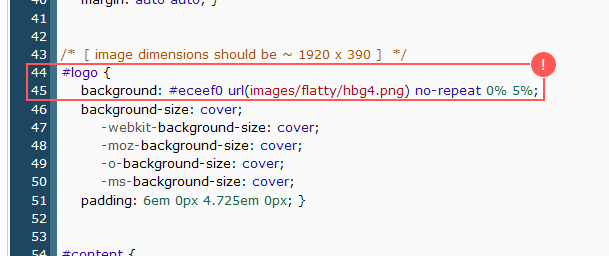 40 margin: auto auto; }
41
42
43 /* [ image dimensions should be ~ 1920 x 390 ] */
44 #logo {
45 background: #eceef0 url(images/flatty/hbg4.png) no-repeat 0% 5%;
46 background-size: cover;
47 -webkit-background-size: cover;
48 -moz-background-size: cover;
49 -o-background-size: cover;
50 -ms-background-size: cover;
51 padding: 6em 0px 4.725em 0px; }
52
53
54 #content {
!